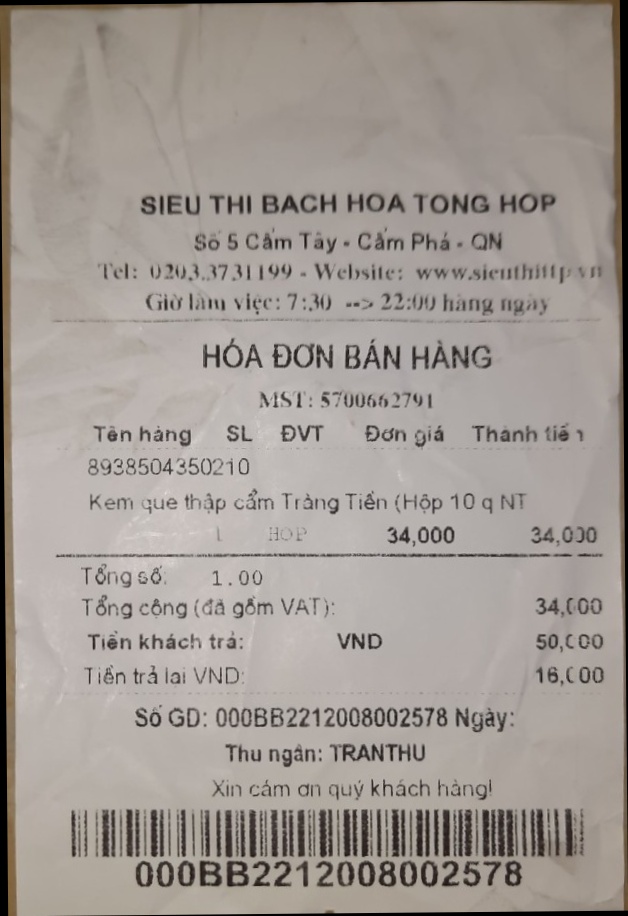 SIEU THI BACH HOA TONG HOP
Số 5 Cẩm Tây - Cẩm Phả - QN
Tel: 0203.3731199 - Website: www.sieuthittp.vn
Giờ làm việc: 7:30 --> 22:00 hàng ngày
HÓA ĐƠN BÁN HÀNG
MST: 5700662791
Tên hàng SL ĐVT Đơn giá Thành tiền
8938504350210
Kem que thập cẩm Tràng Tiền (Hộp 10 q NT
1 HOP 34,000 34,000
Tổng số: 1.00
Tổng cộng (đã gồm VAT): 34,000
Tiền khách trả: VND 50,000
Tiền trả lại VND: 16,000
Số GD: 000BB2212008002578 Ngày:
Thu ngân: TRANTHU
Xin cám ơn quý khách hàng!
000BB2212008002578